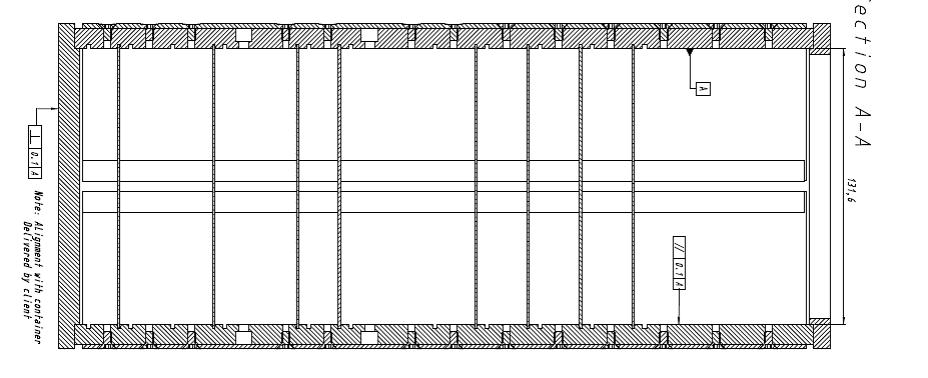 ection A-A
131,6
A
// 0.1 A
⊥ 0.1 A
Note: Alignment with container
Delivered by client